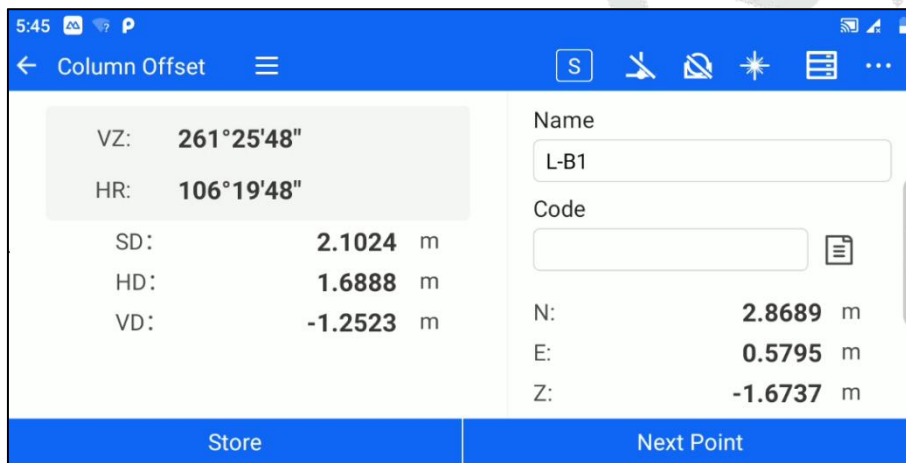 5:45
Column Offset
S
VZ: 261°25'48"
HR: 106°19'48"
SD: 2.1024 m
HD: 1.6888 m
VD: -1.2523 m
Name
L-B1
Code
N: 2.8689 m
E: 0.5795 m
Z: -1.6737 m
Store
Next Point